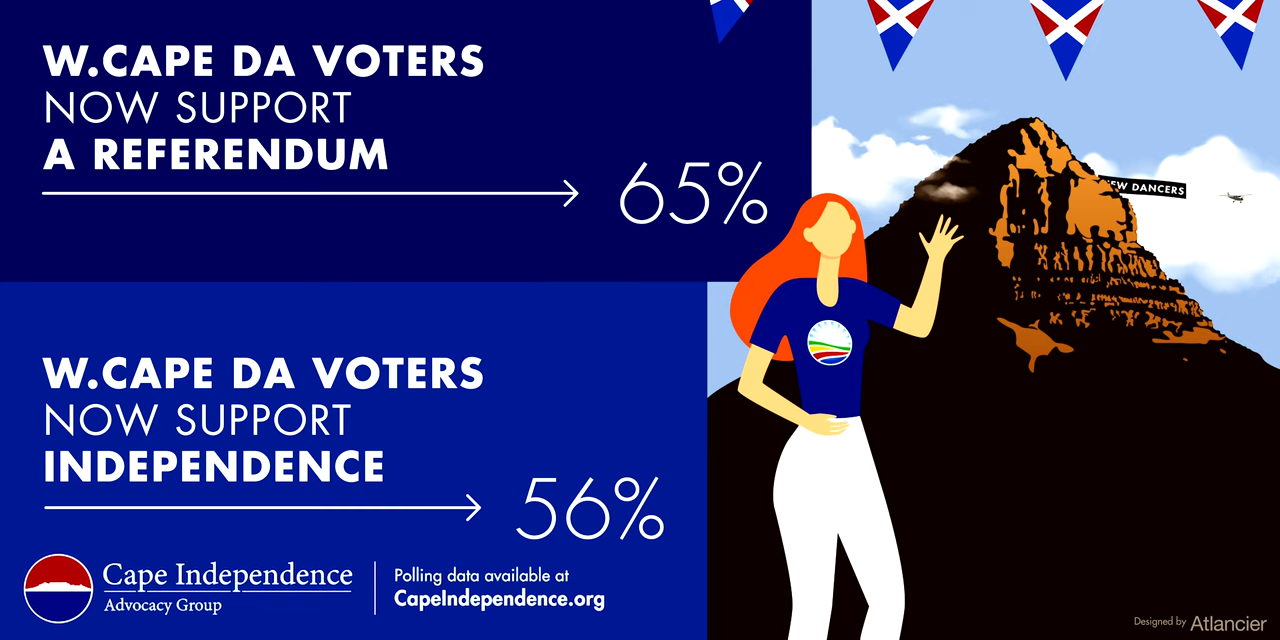 W.CAPE DA VOTERS
NOW SUPPORT
A REFERENDUM
65%
W.CAPE DA VOTERS
NOW SUPPORT
INDEPENDENCE
56%
Cape Independence
Advocacy Group
Polling data available at
CapeIndependence.org
DANCERS
Designed by Atlancier